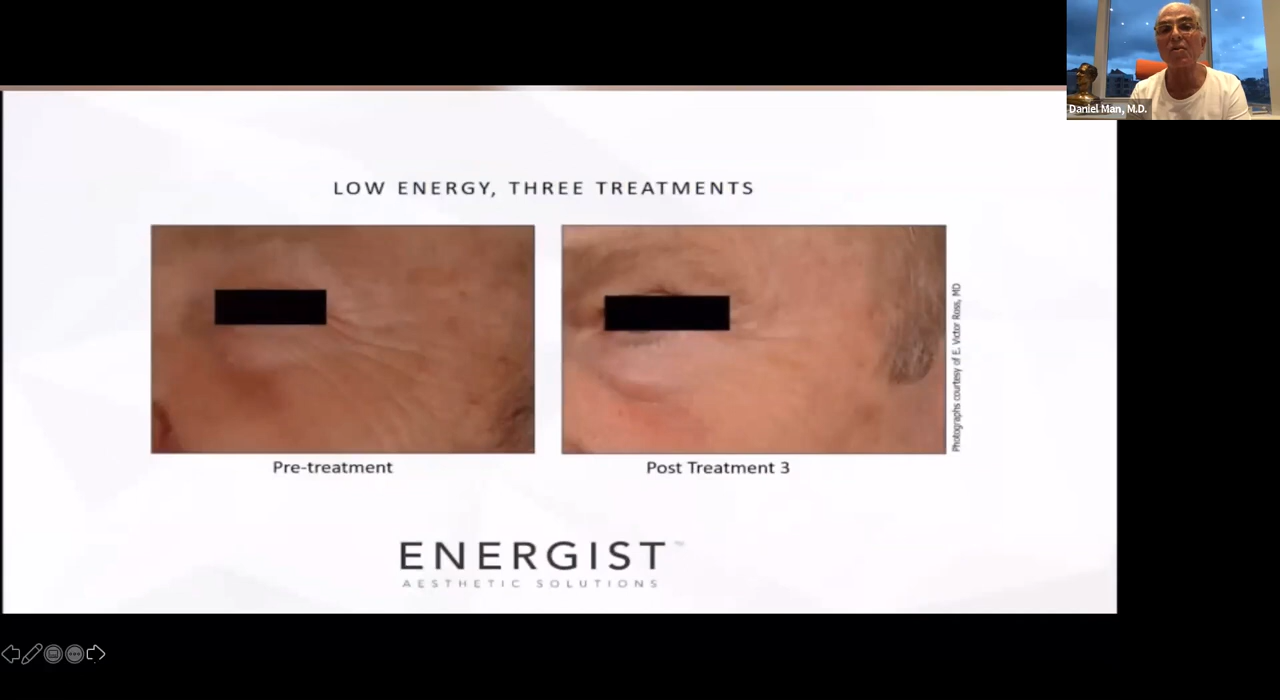 Daniel Man, M.D.
LOW ENERGY, THREE TREATMENTS
Photographs courtesy of E. Victor Ross, MD
Pre-treatment
Post Treatment 3
ENERGIST
AESTHETIC SOLUTIONS